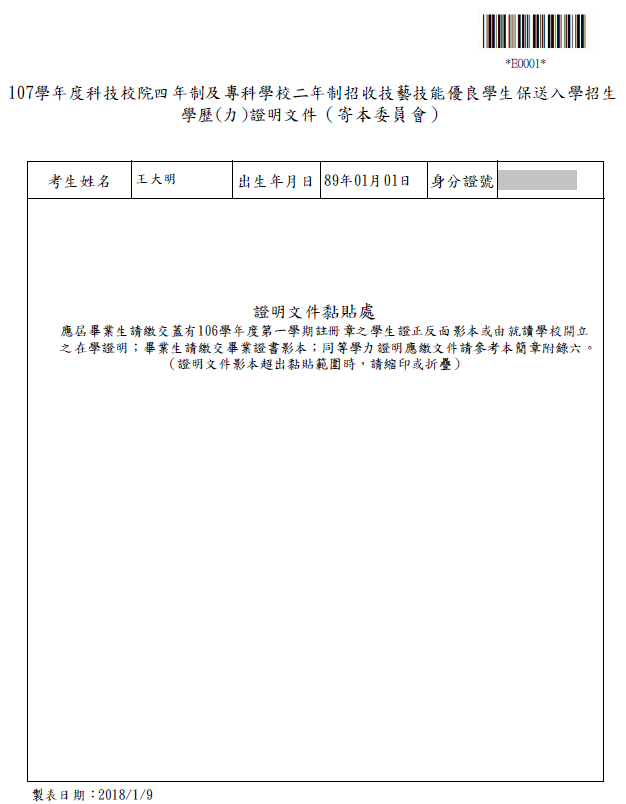 *E0001*
107學年度科技校院四年制及專科學校二年制招收技藝技能優良學生保送入學招生
學歷(力)證明文件（寄本委員會）
考生姓名 王大明 出生年月日 89年01月01日 身分證號
證明文件黏貼處
應屆畢業生請繳交蓋有106學年度第一學期註冊章之學生證正反面影本或由就讀學校開立
之在學證明；畢業生請繳交畢業證書影本；同等學力證明應繳文件請參考本簡章附錄六。
（證明文件影本超出黏貼範圍時，請縮印或折疊）
製表日期：2018/1/9